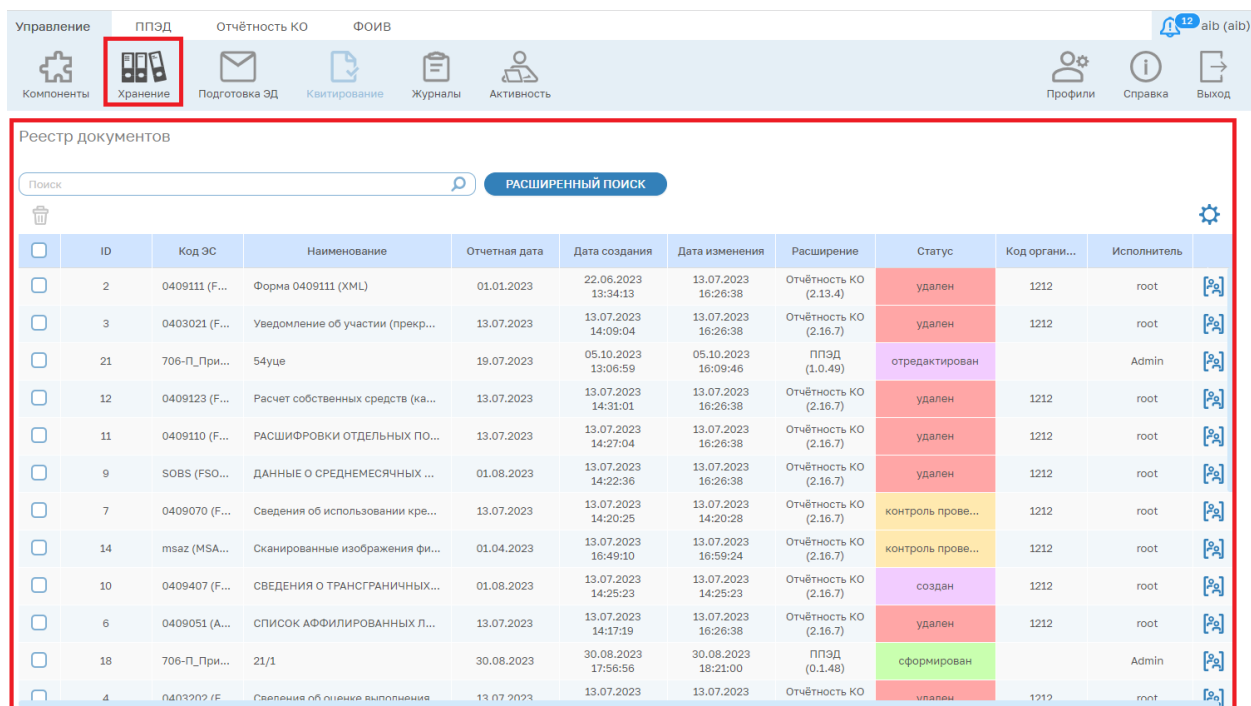 Управление ППЭД Отчётность КО ФОИВ 12 aib (aib)
Компоненты Хранение Подготовка ЭД Квитирование Журналы Активность Профили Справка Выход
Реестр документов
Поиск РАСШИРЕННЫЙ ПОИСК
ID Код ЭС Наименование Отчетная дата Дата создания Дата изменения Расширение Статус Код органи... Исполнитель
2 0409111 (F... Форма 0409111 (XML) 01.01.2023 22.06.2023 13:34:13 13.07.2023 16:26:38 Отчётность КО (2.13.4) удален 1212 root
3 0403021 (F... Уведомление об участии (прекр... 13.07.2023 13.07.2023 14:09:04 13.07.2023 16:26:38 Отчётность КО (2.16.7) удален 1212 root
21 706-П_При... 54уце 19.07.2023 05.10.2023 13:06:59 05.10.2023 16:09:46 ППЭД (1.0.49) отредактирован Admin
12 0409123 (F... Расчет собственных средств (ка... 13.07.2023 13.07.2023 14:31:01 13.07.2023 16:26:38 Отчётность КО (2.16.7) удален 1212 root
11 0409110 (F... РАСШИФРОВКИ ОТДЕЛЬНЫХ ПО... 13.07.2023 13.07.2023 14:27:04 13.07.2023 16:26:38 Отчётность КО (2.16.7) удален 1212 root
9 SOBS (FSO... ДАННЫЕ О СРЕДНЕМЕСЯЧНЫХ ... 01.08.2023 13.07.2023 14:22:36 13.07.2023 16:26:38 Отчётность КО (2.16.7) удален 1212 root
7 0409070 (F... Сведения об использовании кре... 13.07.2023 13.07.2023 14:20:25 13.07.2023 14:20:28 Отчётность КО (2.16.7) контроль прове... 1212 root
14 msaz (MSA... Сканированные изображения фи... 01.04.2023 13.07.2023 16:49:10 13.07.2023 16:59:24 Отчётность КО (2.16.7) контроль прове... 1212 root
10 0409407 (F... СВЕДЕНИЯ О ТРАНСГРАНИЧНЫХ... 01.08.2023 13.07.2023 14:25:23 13.07.2023 14:25:23 Отчётность КО (2.16.7) создан 1212 root
6 0409051 (A... СПИСОК АФФИЛИРОВАННЫХ Л... 13.07.2023 13.07.2023 14:17:19 13.07.2023 16:26:38 Отчётность КО (2.16.7) удален 1212 root
18 706-П_При... 21/1 30.08.2023 30.08.2023 17:56:56 30.08.2023 18:21:00 ППЭД (0.1.48) сформирован Admin
4 0403202 (F... Сведения об оценке выполнения 13.07.2023 13.07.2023 13.07.2023 Отчётность КО удален 1212 root